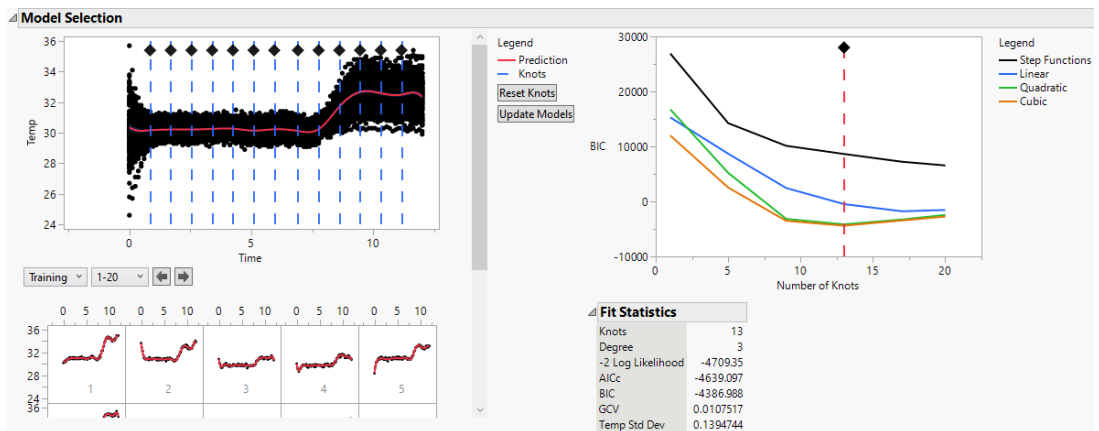 Model Selection
36
34
32
30
28
26
24
Temp
0
5
10
Time
Legend
Prediction
Knots
Reset Knots
Update Models
30000
20000
10000
0
-10000
BIC
0
5
10
15
20
Number of Knots
Legend
Step Functions
Linear
Quadratic
Cubic
Training
1-20
0 5 10
0 5 10
0 5 10
0 5 10
0 5 10
36
32
28
24
36
1
2
3
4
5
Fit Statistics
Knots 13
Degree 3
-2 Log Likelihood -4709.35
AICc -4639.097
BIC -4386.988
GCV 0.0107517
Temp Std Dev 0.1394744